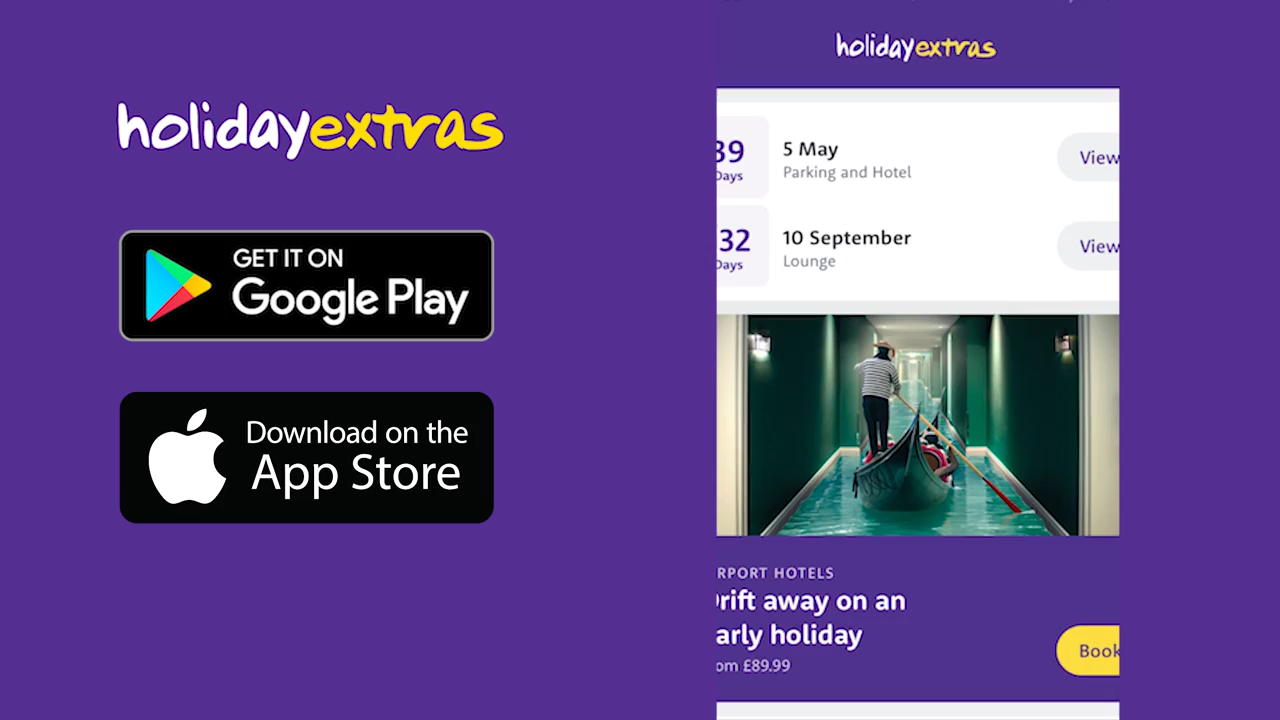 holidayextras
GET IT ON
Google Play
Download on the
App Store
holidayextras
39
Days
5 May
Parking and Hotel
View
32
Days
10 September
Lounge
View
RPORT HOTELS
rift away on an
arly holiday
om £89.99
Book